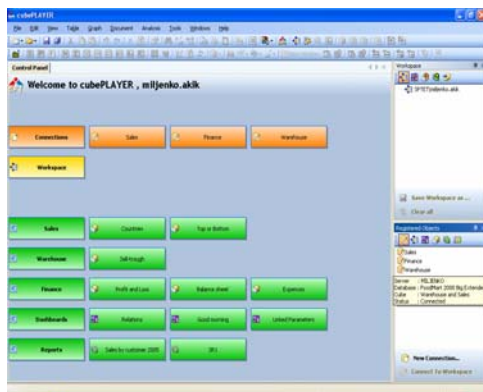 cubePLAYER
File Edit View Table Graph Document Analysis Tools Windows Help
Control Panel
Welcome to cubePLAYER , miljenko.akik
Connections Sales Finance Warehouse
Workspace
Sales Countries Top or Bottom
Warehouse Sell-trough
Finance Profit and Loss Balance sheet Expenses
Dashboards Relations Good morning Linked Parameters
Reports Sales by customer 2005
Workspace
Save Workspace as ...
Clear all
Registered Objects
Sales
Finance
Warehouse
Server : MILJENKO
Database : FoodMart 2000 Big Extende
Cube : Warehouse and Sales
Status : Connected
New Connection...
Connect to Workspace